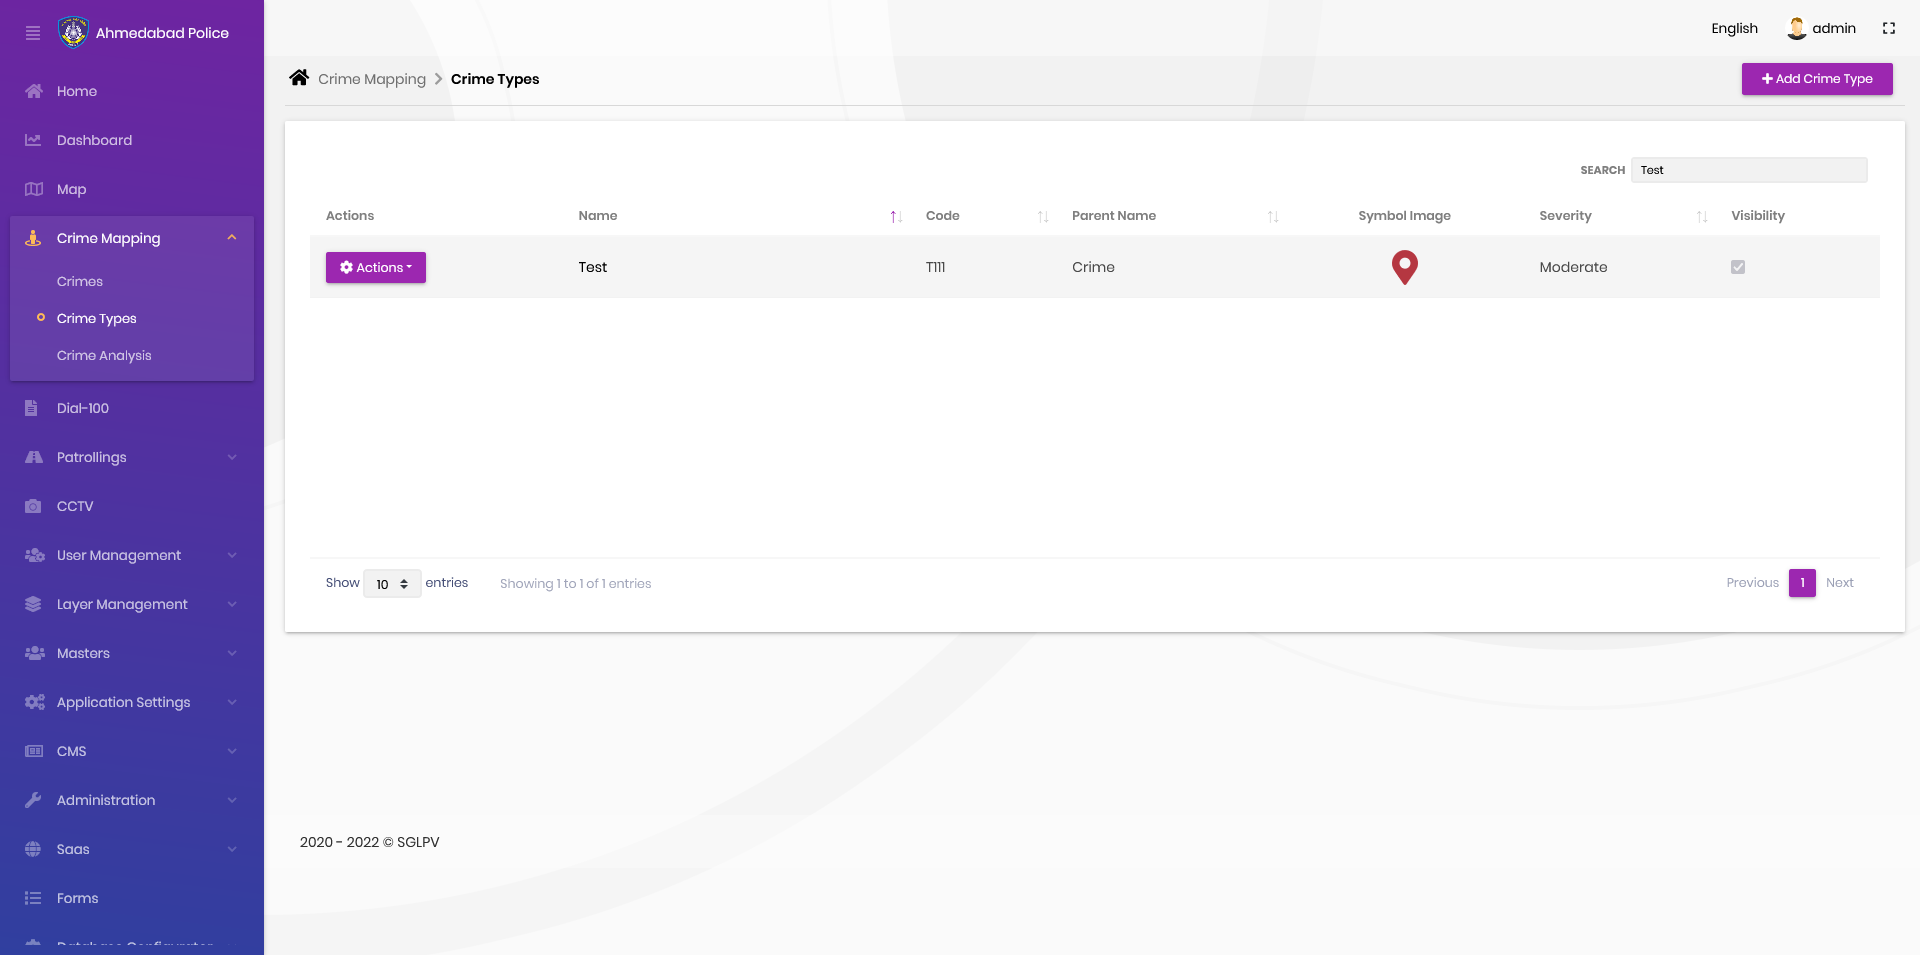 Ahmedabad Police
English
admin
Home
Dashboard
Map
Crime Mapping
Crimes
Crime Types
Crime Analysis
Dial-100
Patrollings
CCTV
User Management
Layer Management
Masters
Application Settings
CMS
Administration
Saas
Forms
Database Configurator
Crime Mapping > Crime Types
Add Crime Type
SEARCH Test
Actions Name Code Parent Name Symbol Image Severity Visibility
Actions Test T111 Crime Moderate
Show 10 entries Showing 1 to 1 of 1 entries Previous 1 Next
2020 - 2022 © SGLPV